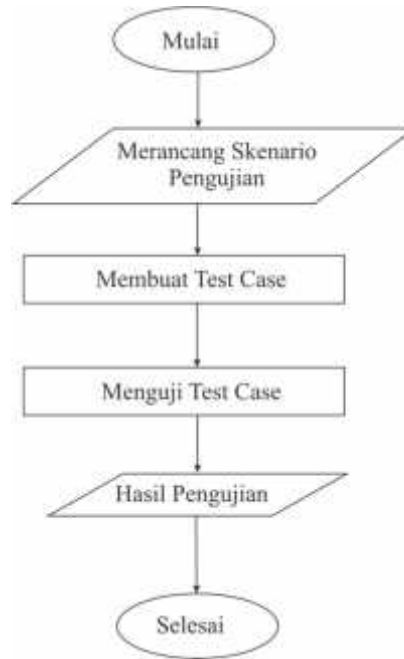 Mulai
Merancang Skenario
Pengujian
Membuat Test Case
Menguji Test Case
Hasil Pengujian
Selesai